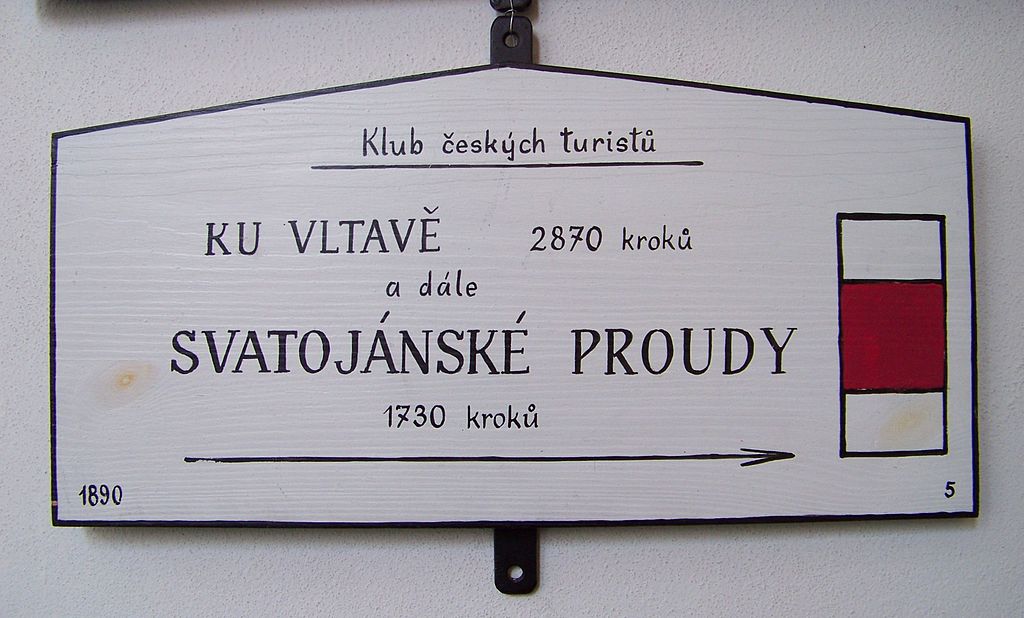 Klub českých turistů
KU VLTAVĚ 2870 kroků
a dále
SVATOJÁNSKÉ PROUDY
1730 kroků
1890 5